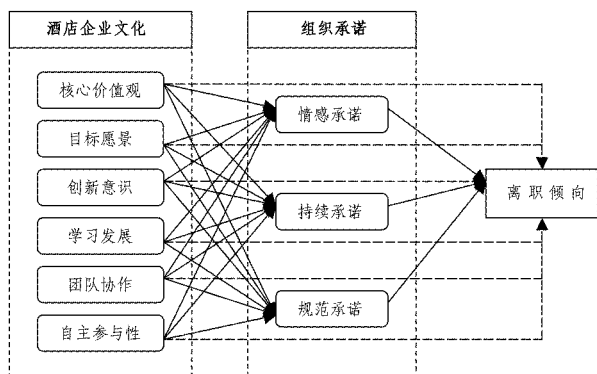 酒店企业文化
组织承诺
核心价值观
目标愿景
创新意识
学习发展
团队协作
自主参与性
情感承诺
持续承诺
规范承诺
离职倾向